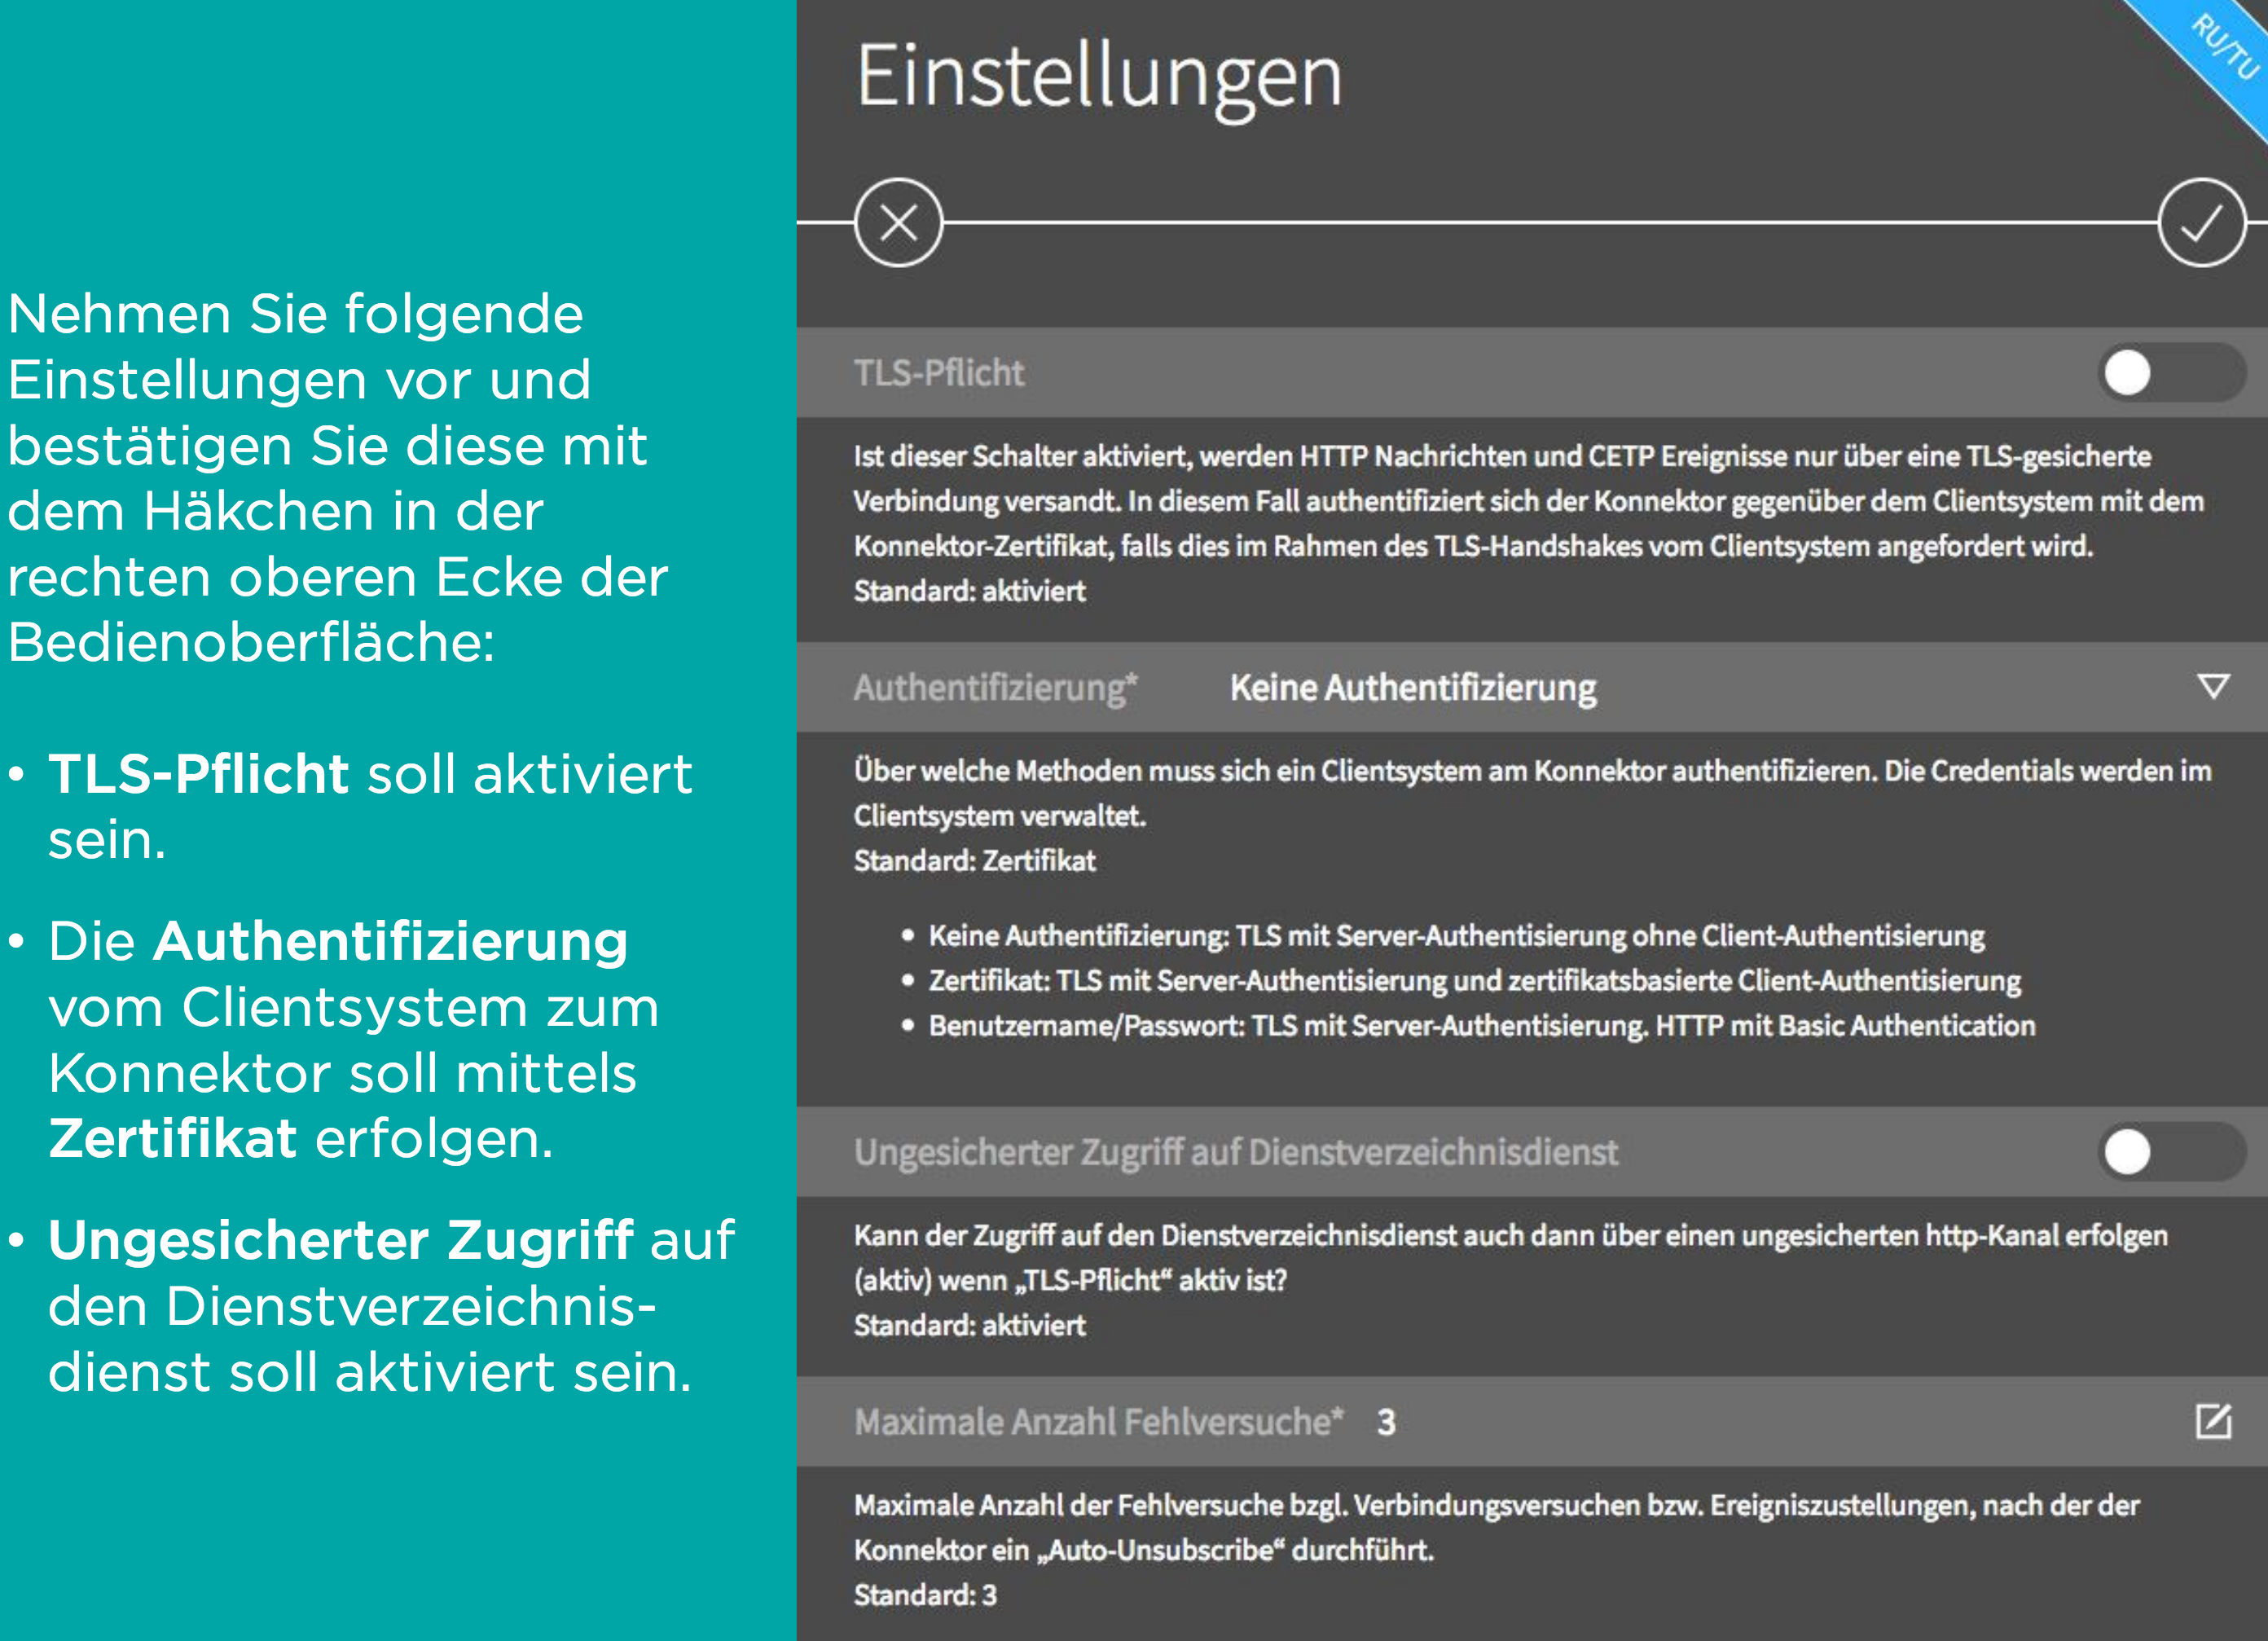 Nehmen Sie folgende
Einstellungen vor und
bestätigen Sie diese mit
dem Häkchen in der
rechten oberen Ecke der
Bedienoberfläche:
• TLS-Pflicht soll aktiviert
sein.
• Die Authentifizierung
vom Clientsystem zum
Konnektor soll mittels
Zertifikat erfolgen.
• Ungesicherter Zugriff auf
den Dienstverzeichnis-
dienst soll aktiviert sein.
Einstellungen
RU/TU
TLS-Pflicht
Ist dieser Schalter aktiviert, werden HTTP Nachrichten und CETP Ereignisse nur über eine TLS-gesicherte
Verbindung versandt. In diesem Fall authentifiziert sich der Konnektor gegenüber dem Clientsystem mit dem
Konnektor-Zertifikat, falls dies im Rahmen des TLS-Handshakes vom Clientsystem angefordert wird.
Standard: aktiviert
Authentifizierung* Keine Authentifizierung
Über welche Methoden muss sich ein Clientsystem am Konnektor authentifizieren. Die Credentials werden im
Clientsystem verwaltet.
Standard: Zertifikat
• Keine Authentifizierung: TLS mit Server-Authentisierung ohne Client-Authentisierung
• Zertifikat: TLS mit Server-Authentisierung und zertifikatsbasierte Client-Authentisierung
• Benutzername/Passwort: TLS mit Server-Authentisierung. HTTP mit Basic Authentication
Ungesicherter Zugriff auf Dienstverzeichnisdienst
Kann der Zugriff auf den Dienstverzeichnisdienst auch dann über einen ungesicherten http-Kanal erfolgen
(aktiv) wenn „TLS-Pflicht“ aktiv ist?
Standard: aktiviert
Maximale Anzahl Fehlversuche* 3
Maximale Anzahl der Fehlversuche bzgl. Verbindungsversuchen bzw. Ereigniszustellungen, nach der der
Konnektor ein „Auto-Unsubscribe“ durchführt.
Standard: 3